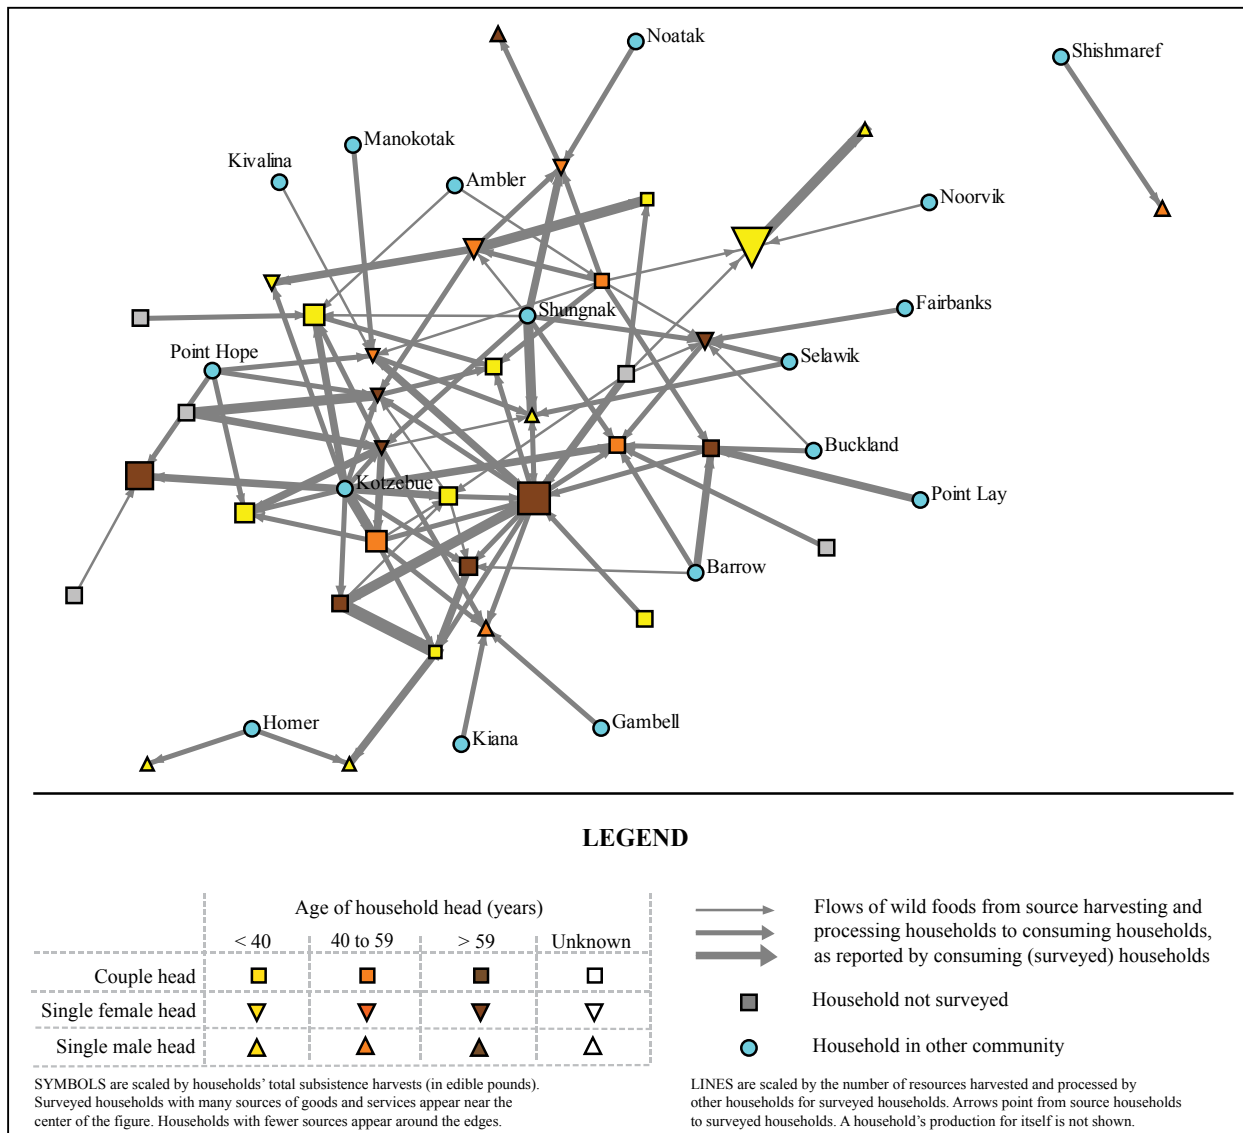 Noatak
Shishmaref
Manokotak
Kivalina
Ambler
Noorvik
Shungnak
Fairbanks
Point Hope
Selawik
Buckland
Kotzebue
Point Lay
Barrow
Homer
Kiana
Gambell
LEGEND
Age of household head (years)
< 40
40 to 59
> 59
Unknown
Couple head
Single female head
Single male head
Flows of wild foods from source harvesting and
processing households to consuming households,
as reported by consuming (surveyed) households
Household not surveyed
Household in other community
SYMBOLS are scaled by households' total subsistence harvests (in edible pounds).
Surveyed households with many sources of goods and services appear near the
center of the figure. Households with fewer sources appear around the edges.
LINES are scaled by the number of resources harvested and processed by
other households for surveyed households. Arrows point from source households
to surveyed households. A household's production for itself is not shown.